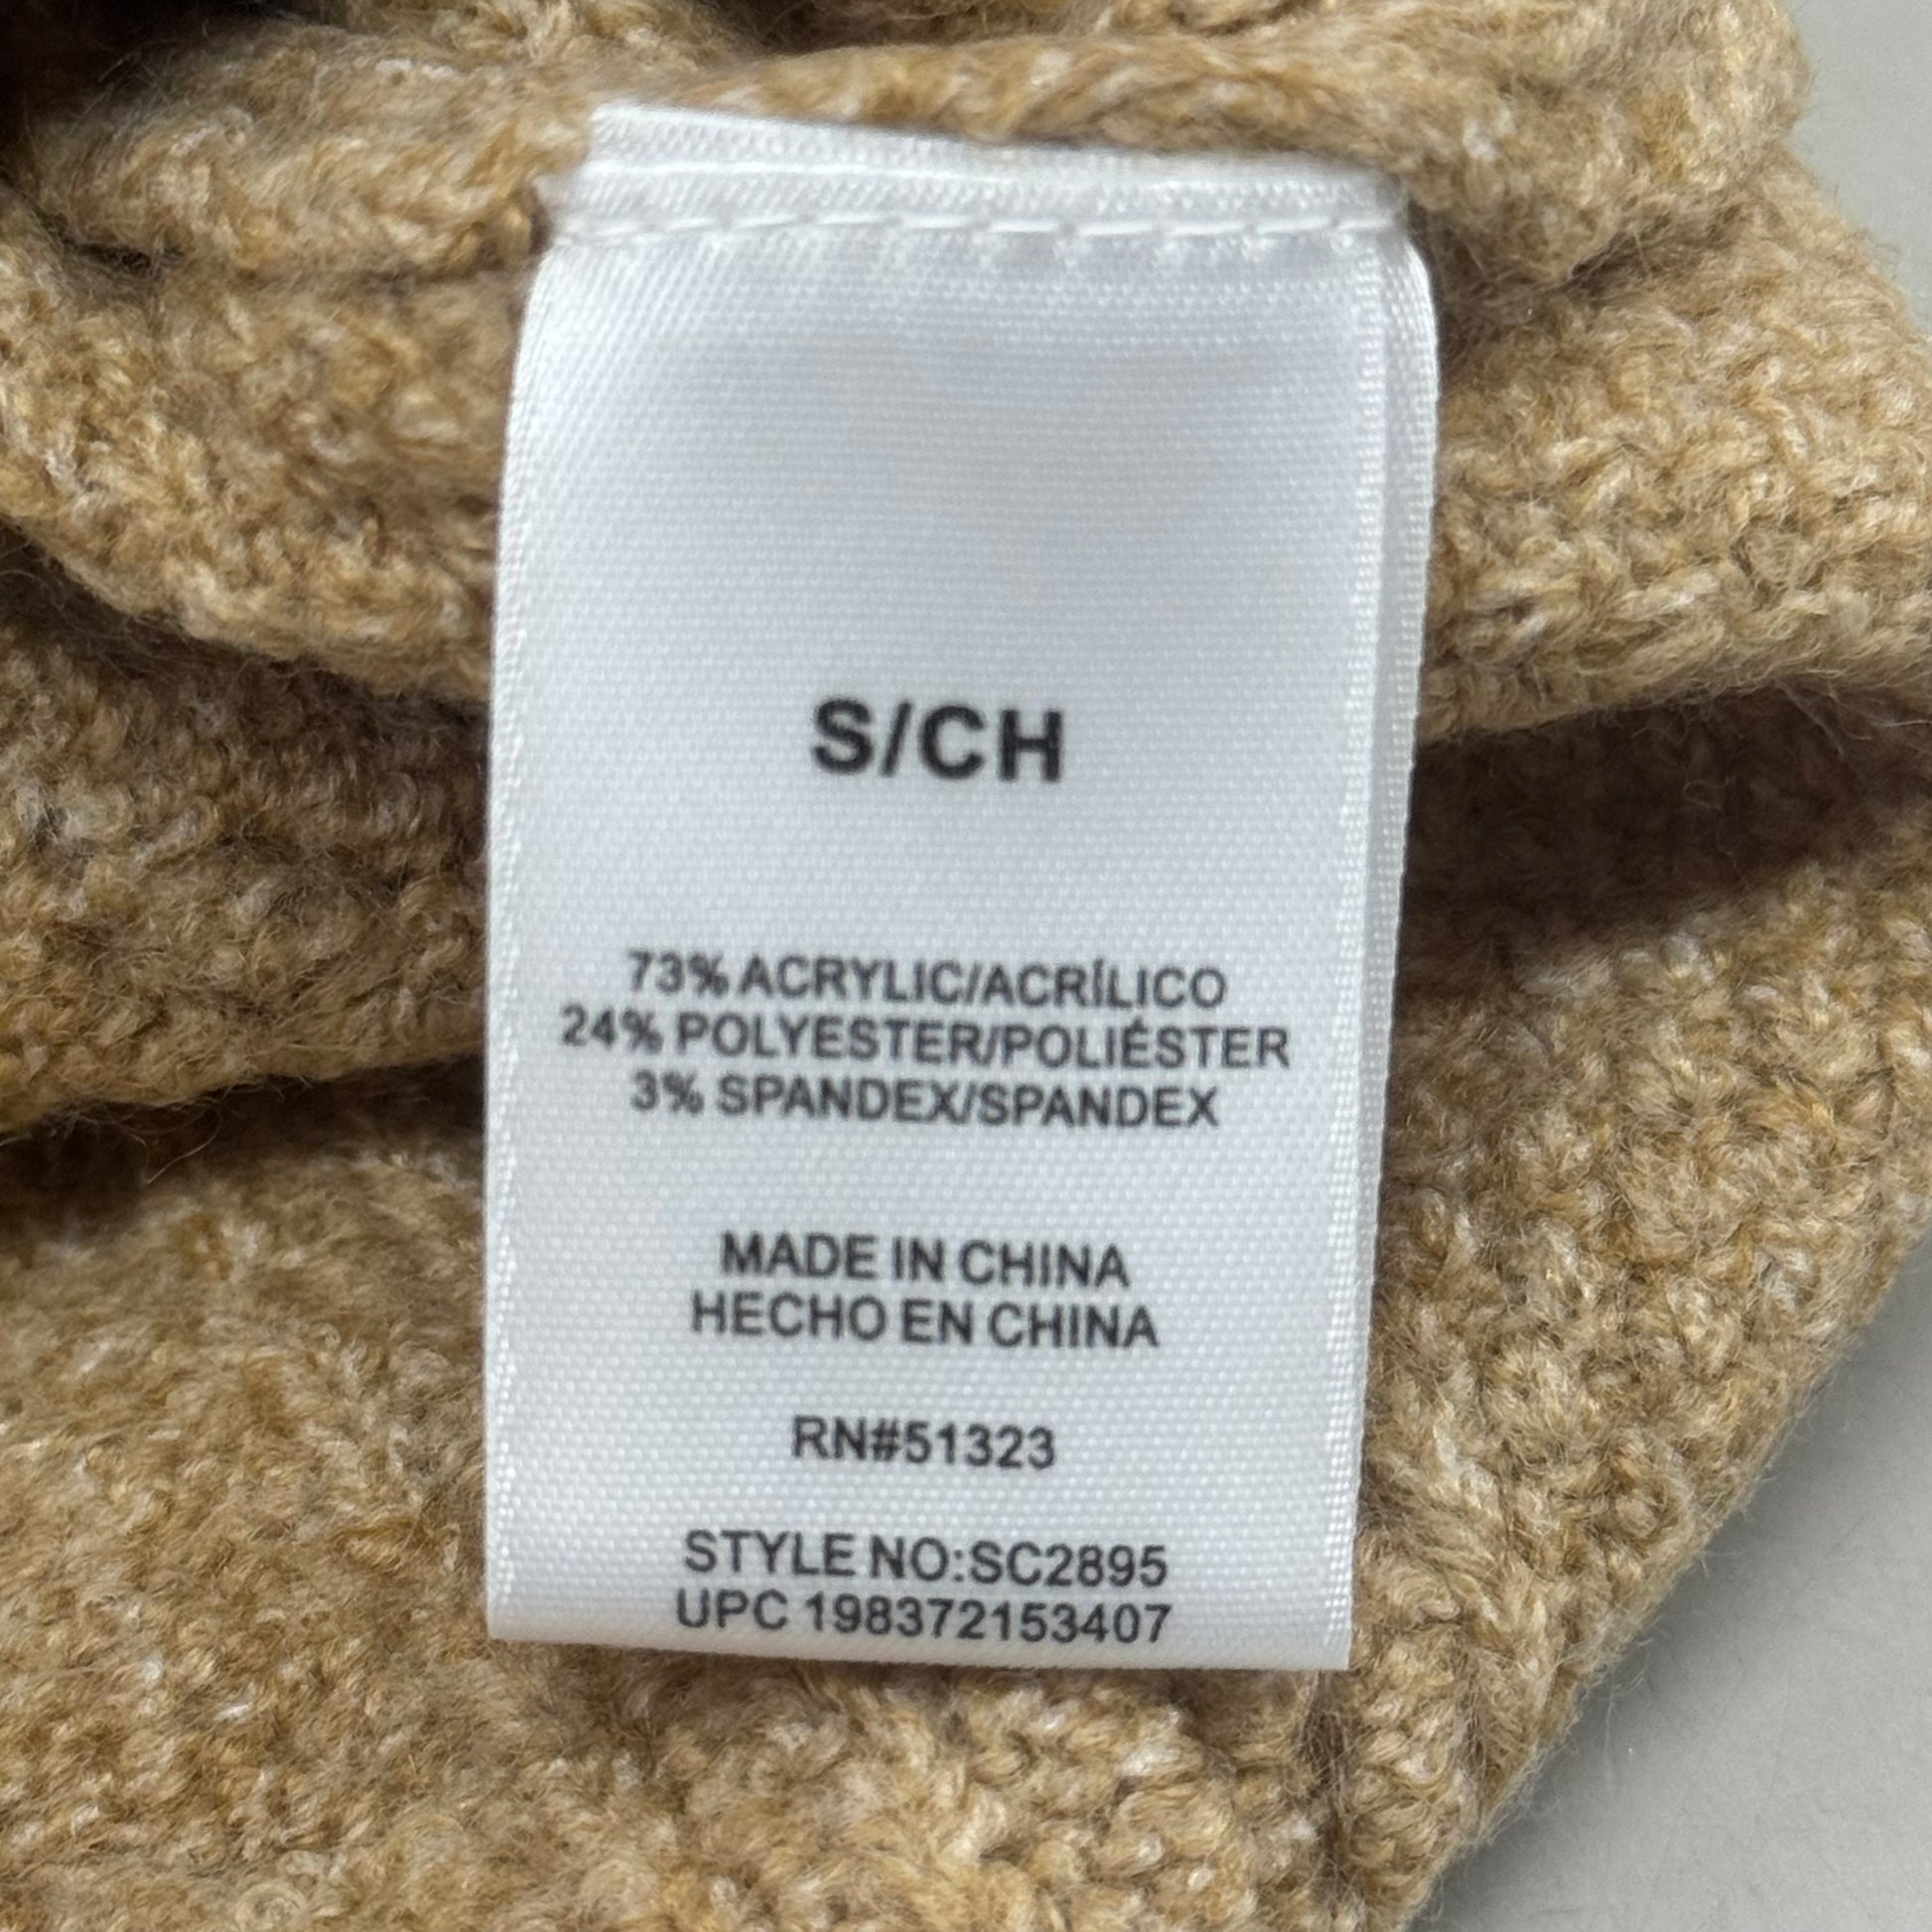 S/CH
73% ACRYLIC/ACRÍLICO
24% POLYESTER/POLIÉSTER
3% SPANDEX/SPANDEX
MADE IN CHINA
HECHO EN CHINA
RN#51323
STYLE NO:SC2895
UPC 198372153407